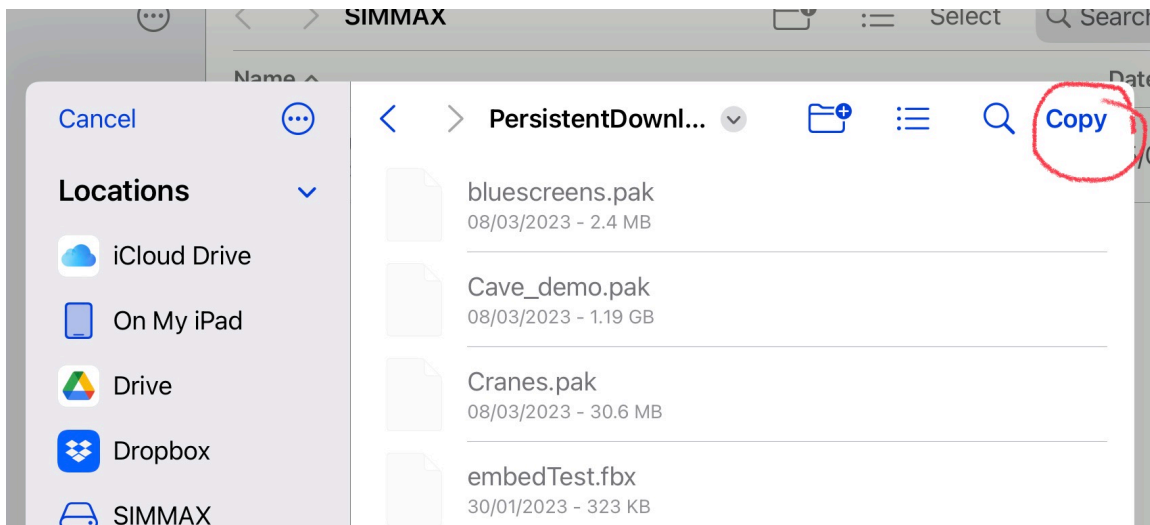 SIMMAX
Select
Search
Name
Date
Cancel
PersistentDownl...
Copy
Locations
iCloud Drive
On My iPad
Drive
Dropbox
SIMMAX
bluescreens.pak
08/03/2023 - 2.4 MB
Cave_demo.pak
08/03/2023 - 1.19 GB
Cranes.pak
08/03/2023 - 30.6 MB
embedTest.fbx
30/01/2023 - 323 KB